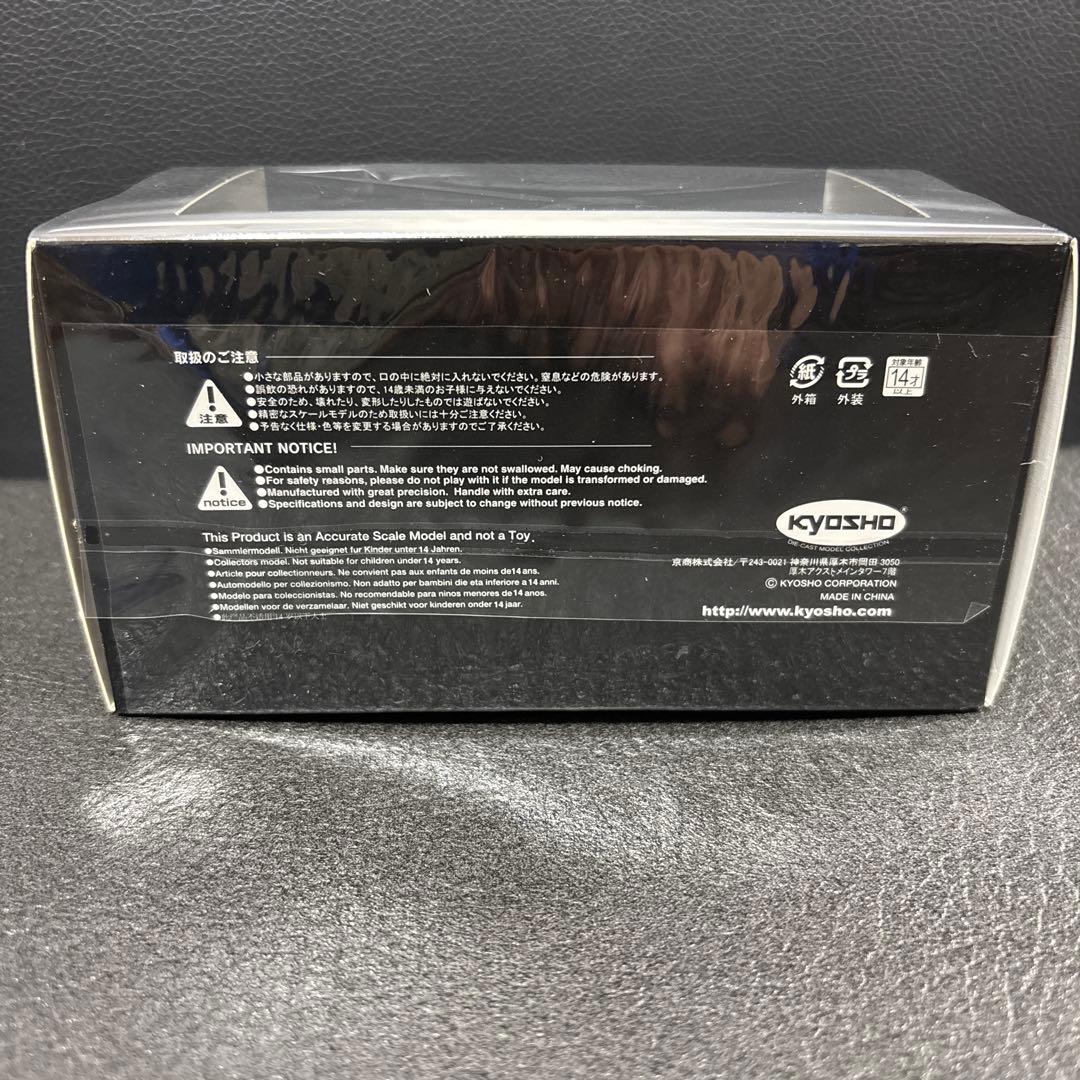 取扱のご注意
注意
●小さな部品がありますので、口の中に絶対に入れないでください。窒息などの危険があります。
●誤飲の恐れがありますので、14歳未満のお子様に与えないでください。
●安全のため、壊れたり、変形したりしたものでは遊ばないでください。
●精密なスケールモデルのため取扱いには十分ご注意ください。
●予告なく仕様・色等を変更する場合がありますのでご了承ください。
紙
外箱
プラ
外装
対象年齢
14才
以上
IMPORTANT NOTICE!
notice
●Contains small parts. Make sure they are not swallowed. May cause choking.
●For safety reasons, please do not play with it if the model is transformed or damaged.
●Manufactured with great precision. Handle with extra care.
●Specifications and design are subject to change without previous notice.
This Product is an Accurate Scale Model and not a Toy.
●Sammlermodell. Nicht geeignet fur Kinder unter 14 Jahren.
●Collectors model. Not suitable for children under 14 years.
●Article pour collectionneurs. Ne convient pas aux enfants de moins de14 ans.
●Automodello per collezionismo. Non adatto per bambini die eta inferiore a 14 anni.
●Modelo para coleccionistas. No recomendable para ninos menores de 14 anos.
●Modellen voor de verzamelaar. Niet geschikt voor kinderen onder 14 jaar.
KYOSHO®
DIE-CAST MODEL COLLECTION
京商株式会社/〒243-0021 神奈川県厚木市岡田 3050
厚木アクストメインタワー7階
© KYOSHO CORPORATION
MADE IN CHINA
http://www.kyosho.com